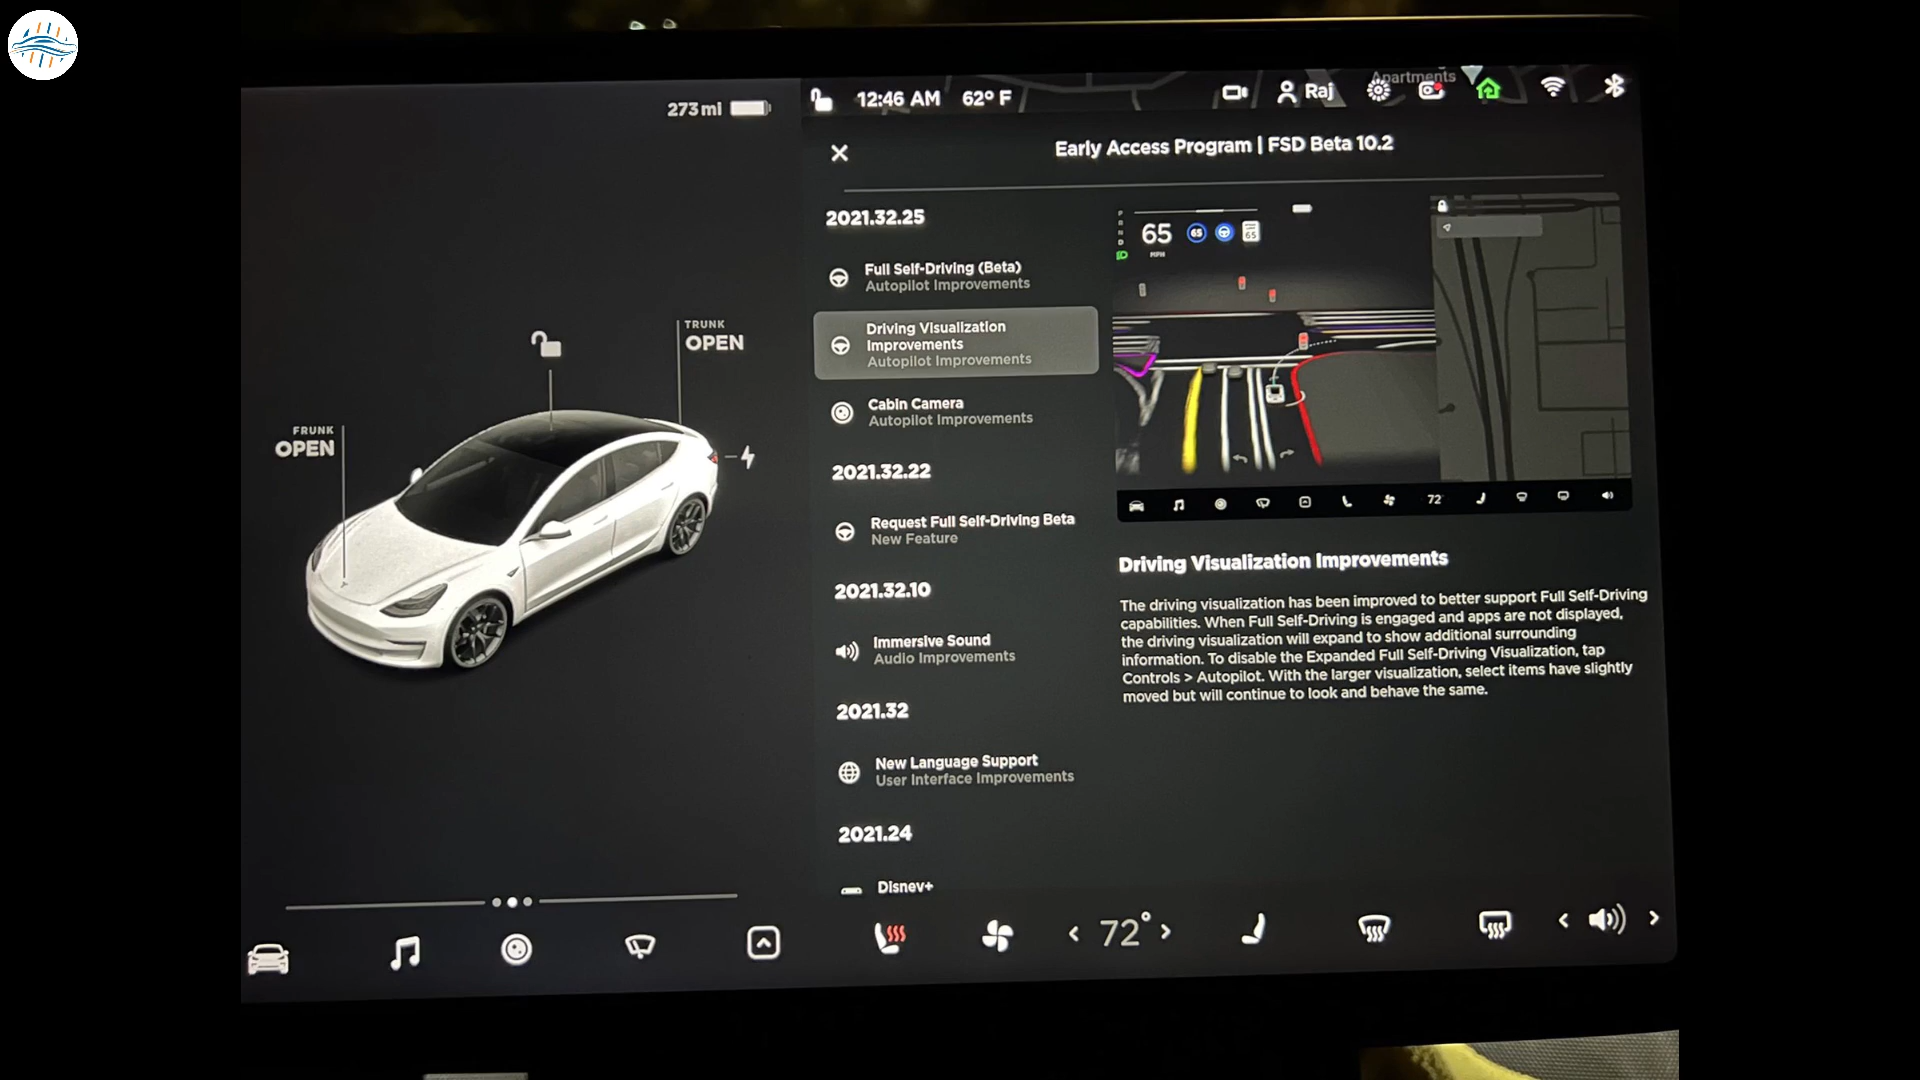 273 mi
12:46 AM 62° F
Raj
Apartments
Early Access Program | FSD Beta 10.2
FRUNK
OPEN
TRUNK
OPEN
2021.32.25
Full Self-Driving (Beta)
Autopilot Improvements
Driving Visualization
Improvements
Autopilot Improvements
Cabin Camera
Autopilot Improvements
2021.32.22
Request Full Self-Driving Beta
New Feature
2021.32.10
Immersive Sound
Audio Improvements
2021.32
New Language Support
User Interface Improvements
2021.24
Disney+
P
R
N
D
65
MPH
65
65
72
Driving Visualization Improvements
The driving visualization has been improved to better support Full Self-Driving
capabilities. When Full Self-Driving is engaged and apps are not displayed,
the driving visualization will expand to show additional surrounding
information. To disable the Expanded Full Self-Driving Visualization, tap
Controls > Autopilot. With the larger visualization, select items have slightly
moved but will continue to look and behave the same.
< 72° >
< >